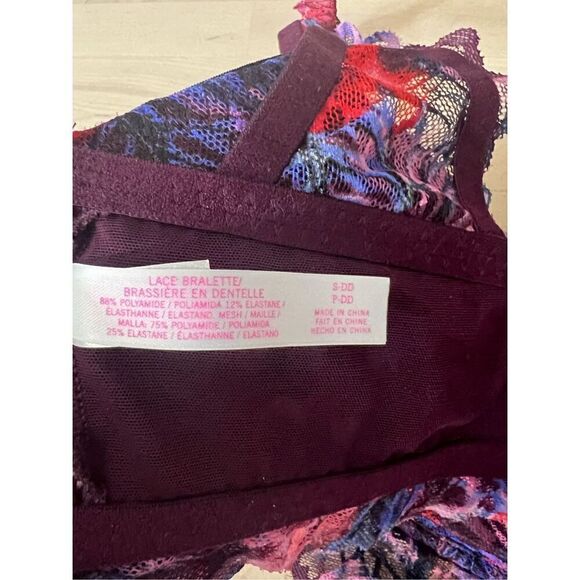 LACE BRALETTE/
BRASSIÈRE EN DENTELLE
88% POLYAMIDE / POLIAMIDA 12% ELASTANE /
ÉLASTHANNE / ELASTANO. MESH / MAILLE /
MALLA: 75% POLYAMIDE / POLIAMIDA
25% ELASTANE / ÉLASTHANNE / ELASTANO
S-DD
P-DD
MADE IN CHINA
FAIT EN CHINE
HECHO EN CHINA